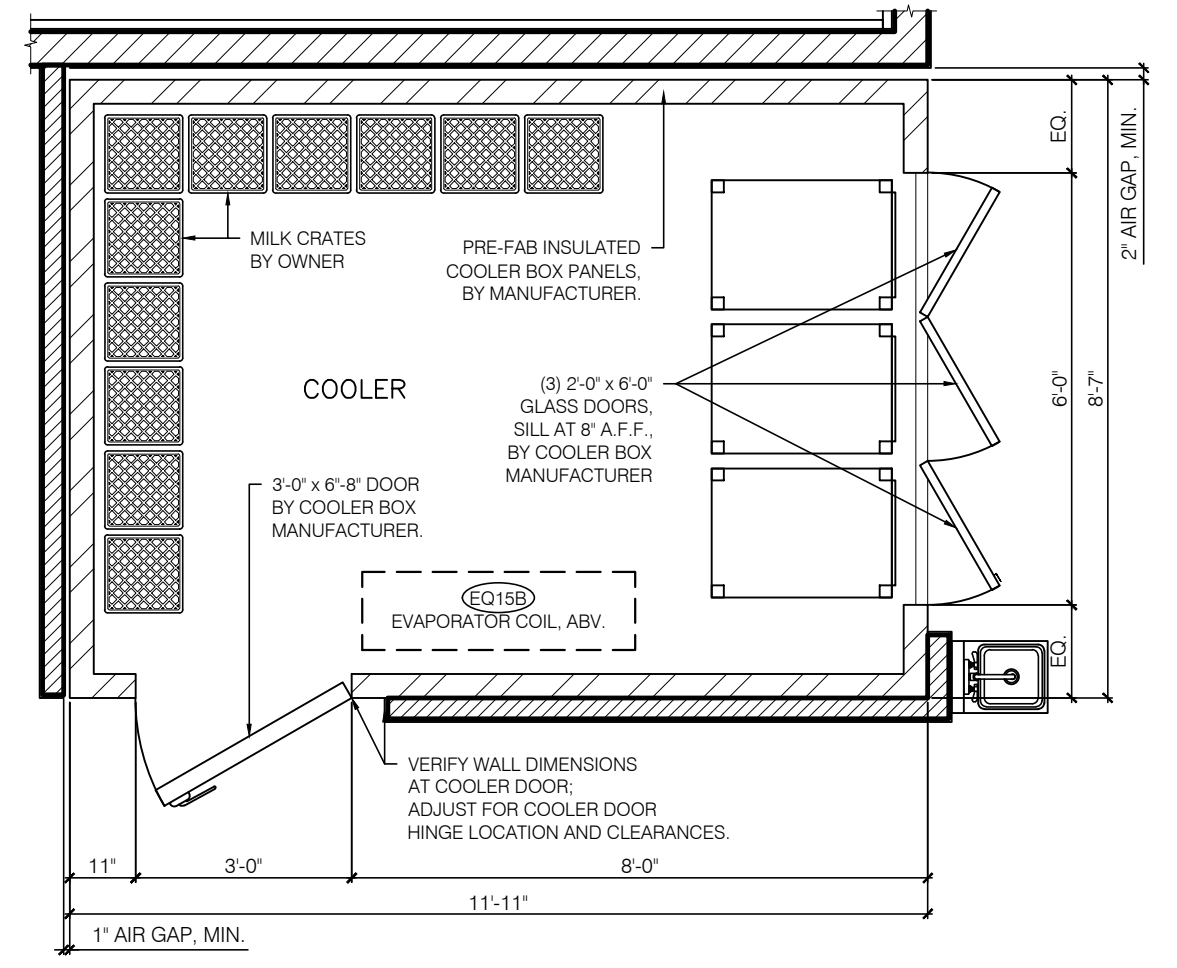 EQ.
2" AIR GAP, MIN.
MILK CRATES
BY OWNER
PRE-FAB INSULATED
COOLER BOX PANELS,
BY MANUFACTURER.
COOLER
(3) 2'-0" x 6'-0"
GLASS DOORS,
SILL AT 8" A.F.F.,
BY COOLER BOX
MANUFACTURER
6'-0"
8'-7"
3'-0" x 6"-8" DOOR
BY COOLER BOX
MANUFACTURER.
EQ15B
EVAPORATOR COIL, ABV.
EQ.
VERIFY WALL DIMENSIONS
AT COOLER DOOR;
ADJUST FOR COOLER DOOR
HINGE LOCATION AND CLEARANCES.
11"
3'-0"
8'-0"
11'-11"
1" AIR GAP, MIN.